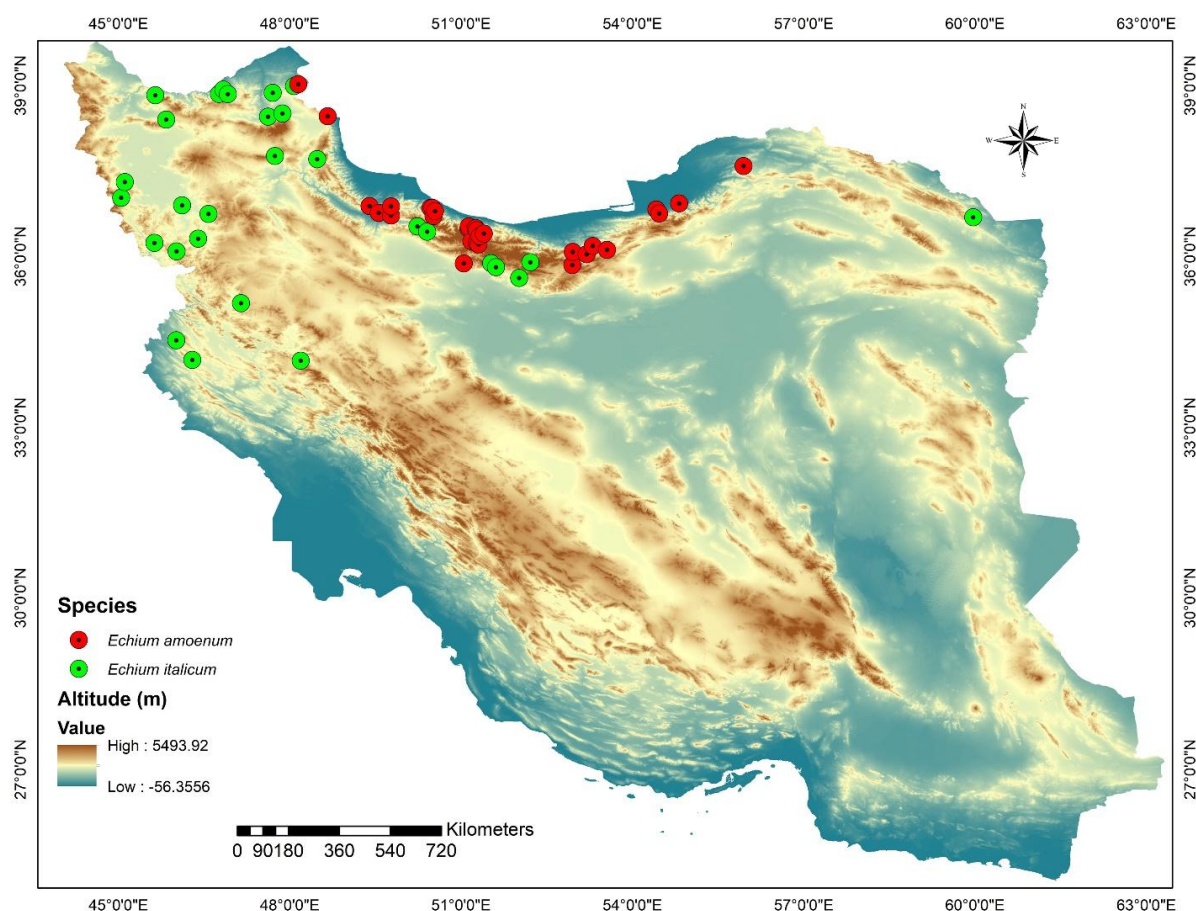 45°0'0"E 48°0'0"E 51°0'0"E 54°0'0"E 57°0'0"E 60°0'0"E 63°0'0"E
39°0'0"N 39°0'0"N
N
W E
S
36°0'0"N 36°0'0"N
33°0'0"N 33°0'0"N
30°0'0"N 30°0'0"N
Species
Echium amoenum
Echium italicum
Altitude (m)
Value
High : 5493.92
Low : -56.3556
27°0'0"N 27°0'0"N
Kilometers
0 90180 360 540 720
45°0'0"E 48°0'0"E 51°0'0"E 54°0'0"E 57°0'0"E 60°0'0"E 63°0'0"E